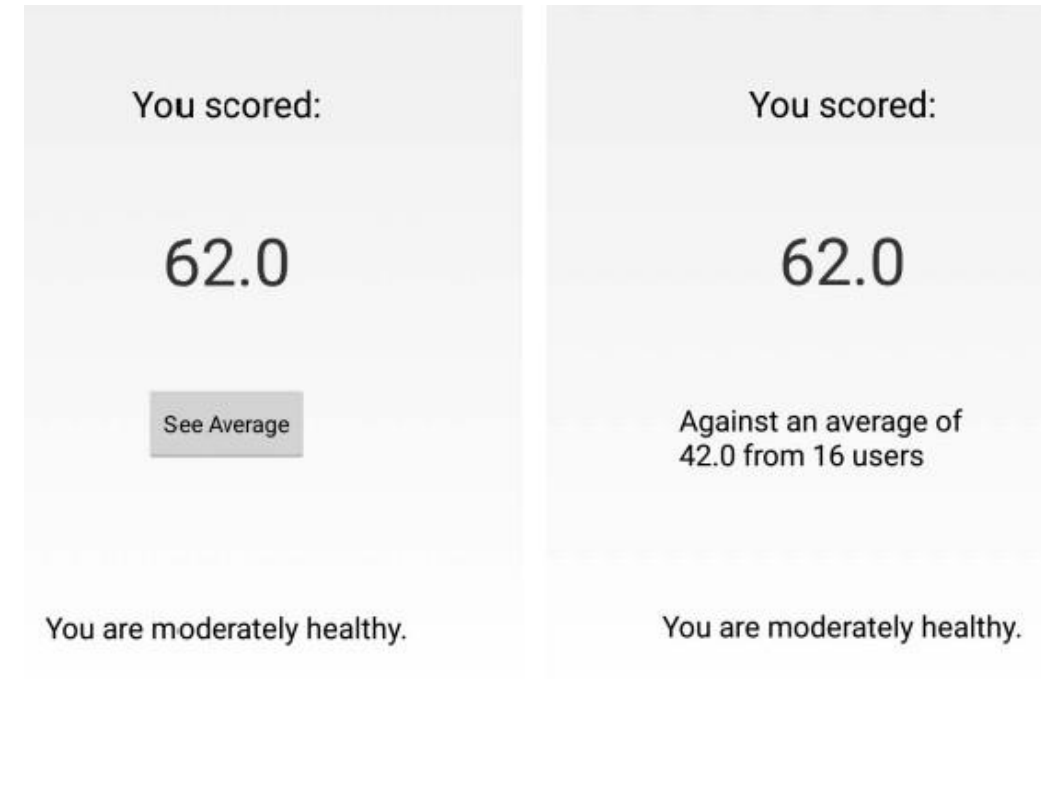 You scored:
62.0
See Average
You are moderately healthy.
You scored:
62.0
Against an average of
42.0 from 16 users
You are moderately healthy.